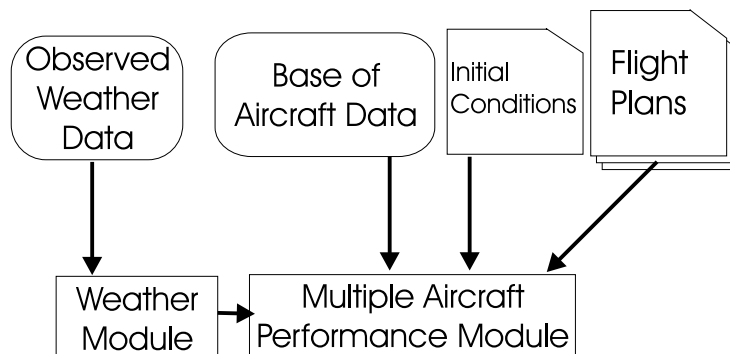 Observed
Weather
Data
Base of
Aircraft Data
Initial
Conditions
Flight
Plans
Weather
Module
Multiple Aircraft
Performance Module